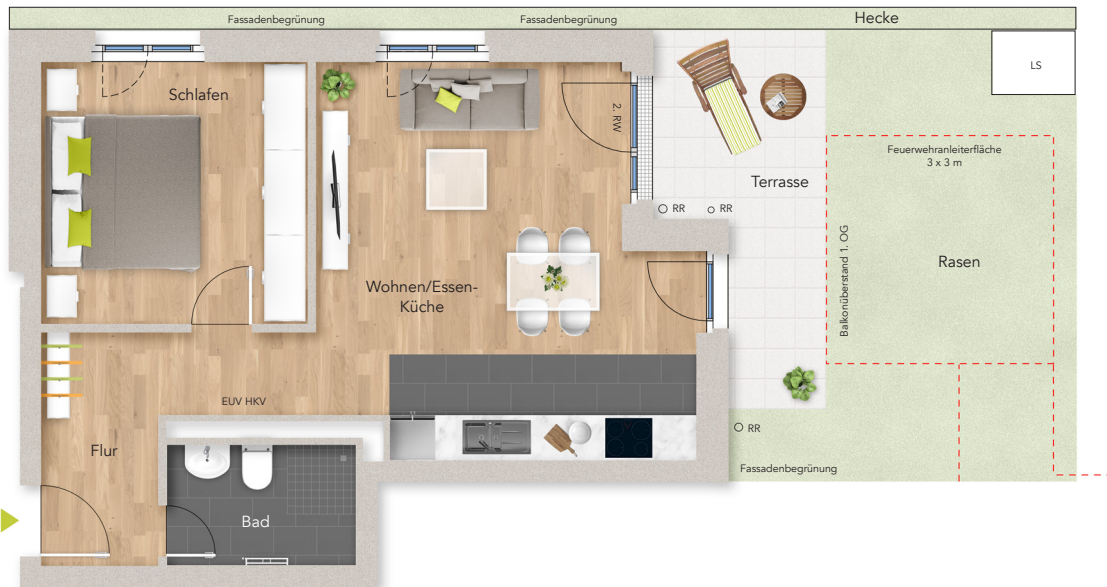 Fassadenbegrünung
Fassadenbegrünung
Hecke
LS
Schlafen
2. RW
Feuerwehranleiterfläche
3 x 3 m
Terrasse
RR
RR
Balkonüberstand 1. OG
Rasen
Wohnen/Essen-
Küche
EUV HKV
RR
Flur
Fassadenbegrünung
Bad